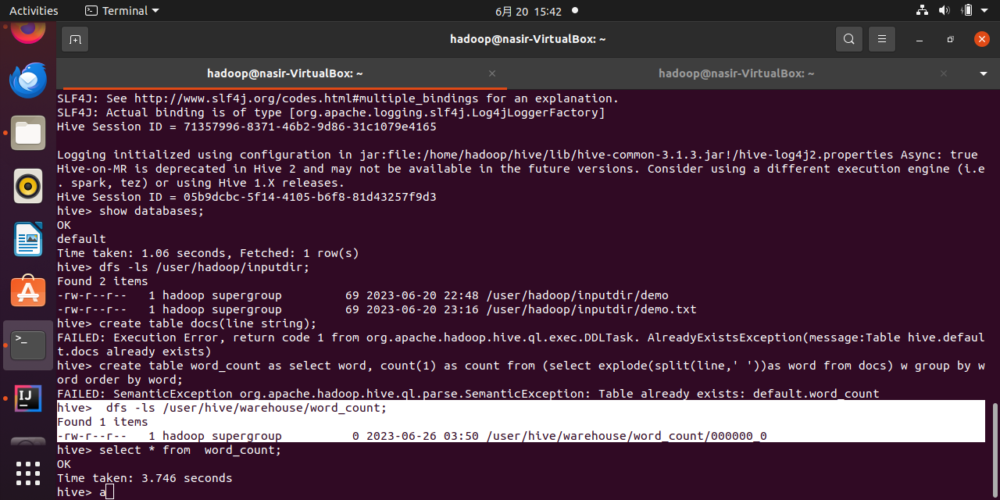 Activities
Terminal
6月 20 15:42
hadoop@nasir-VirtualBox: ~
hadoop@nasir-VirtualBox: ~
hadoop@nasir-VirtualBox: ~
SLF4J: See http://www.slf4j.org/codes.html#multiple_bindings for an explanation.
SLF4J: Actual binding is of type [org.apache.logging.slf4j.Log4jLoggerFactory]
Hive Session ID = 71357996-8371-46b2-9d86-31c1079e4165
Logging initialized using configuration in jar:file:/home/hadoop/hive/lib/hive-common-3.1.3.jar!/hive-log4j2.properties Async: true
Hive-on-MR is deprecated in Hive 2 and may not be available in the future versions. Consider using a different execution engine (i.e
. spark, tez) or using Hive 1.X releases.
Hive Session ID = 05b9dcbc-5f14-4105-b6f8-81d43257f9d3
hive> show databases;
OK
default
Time taken: 1.06 seconds, Fetched: 1 row(s)
hive> dfs -ls /user/hadoop/inputdir;
Found 2 items
-rw-r--r--   1 hadoop supergroup         69 2023-06-20 22:48 /user/hadoop/inputdir/demo
-rw-r--r--   1 hadoop supergroup         69 2023-06-20 23:16 /user/hadoop/inputdir/demo.txt
hive> create table docs(line string);
FAILED: Execution Error, return code 1 from org.apache.hadoop.hive.ql.exec.DDLTask. AlreadyExistsException(message:Table hive.defaul
t.docs already exists)
hive> create table word_count as select word, count(1) as count from (select explode(split(line,' '))as word from docs) w group by w
ord order by word;
FAILED: SemanticException org.apache.hadoop.hive.ql.parse.SemanticException: Table already exists: default.word_count
hive>  dfs -ls /user/hive/warehouse/word_count;
Found 1 items
-rw-r--r--   1 hadoop supergroup          0 2023-06-26 03:50 /user/hive/warehouse/word_count/000000_0
hive> select * from  word_count;
OK
Time taken: 3.746 seconds
hive> a
IJ